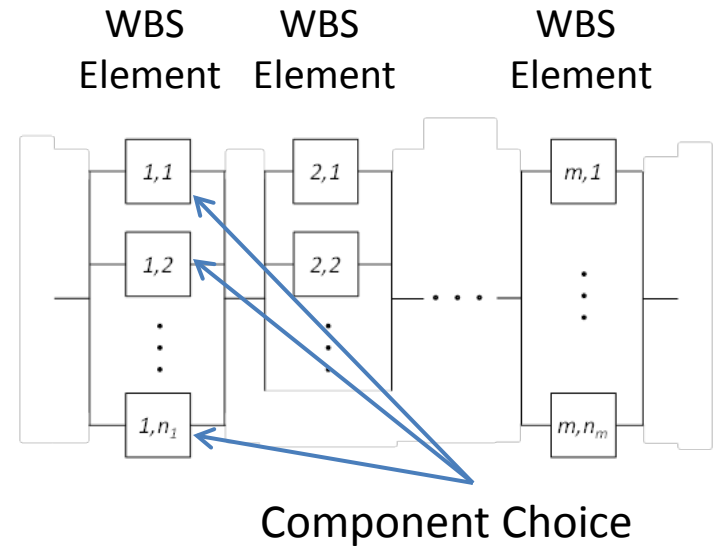 WBS
Element
WBS
Element
WBS
Element
1,1
2,1
m,1
1,2
2,2
1,n₁
m,nₘ
Component Choice